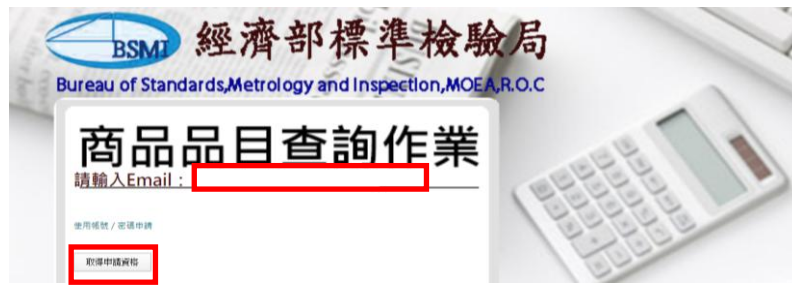 BSMI 經濟部標準檢驗局
Bureau of Standards,Metrology and Inspection,MOEA,R.O.C
商品品目查詢作業
請輸入Email：
使用帳號 / 密碼申請
取得申請資格